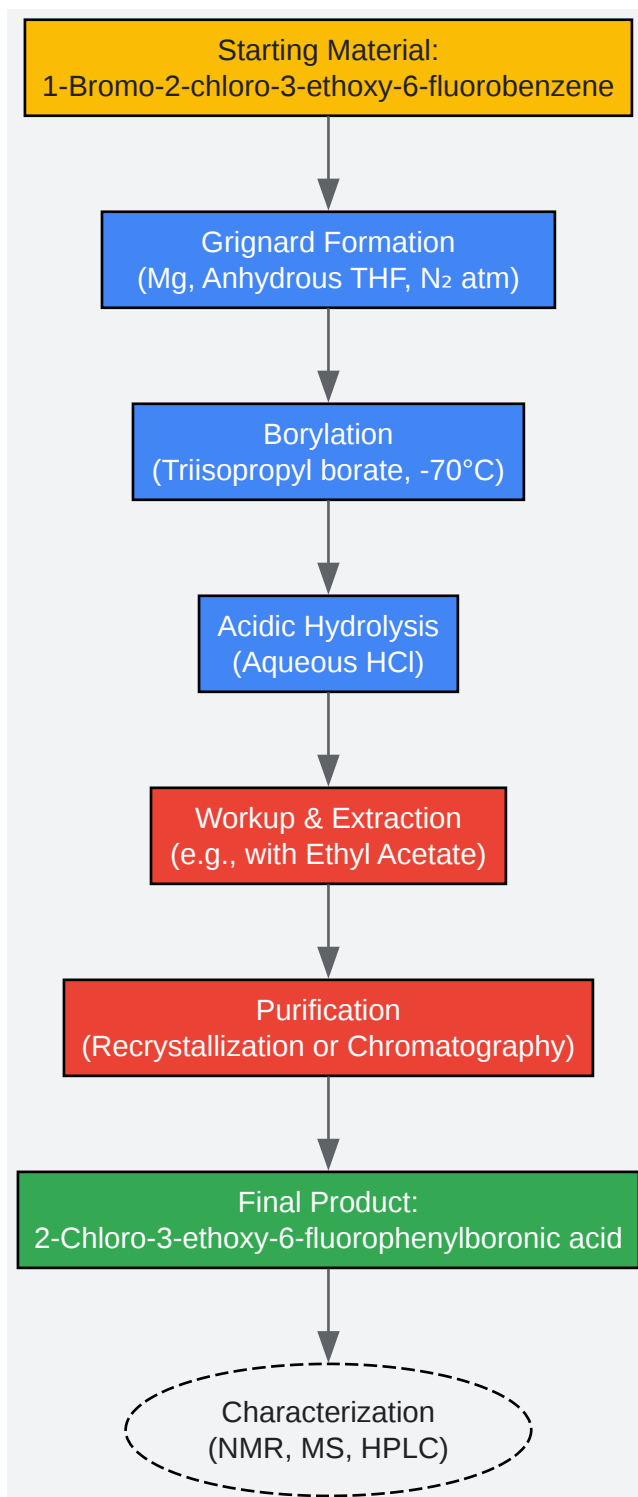 Starting Material:
1-Bromo-2-chloro-3-ethoxy-6-fluorobenzene
Grignard Formation
(Mg, Anhydrous THF, N₂ atm)
Borylation
(Triisopropyl borate, -70°C)
Acidic Hydrolysis
(Aqueous HCl)
Workup & Extraction
(e.g., with Ethyl Acetate)
Purification
(Recrystallization or Chromatography)
Final Product:
2-Chloro-3-ethoxy-6-fluorophenylboronic acid
Characterization
(NMR, MS, HPLC)